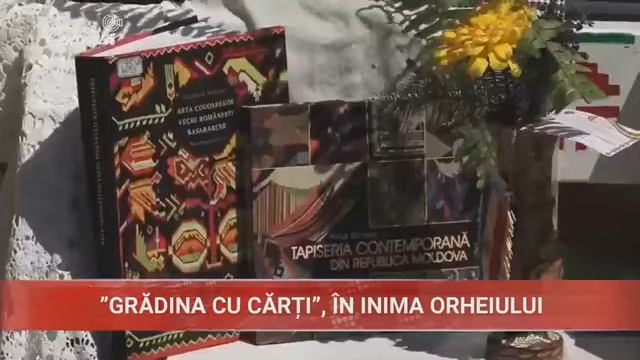 ARTA COVOARELOR
VECHI ROMÂNEȘTI
BASARABENE
TAPISERIA CONTEMPORANĂ
DIN REPUBLICA MOLDOVA
”GRĂDINA CU CĂRȚI”, ÎN INIMA ORHEIULUI